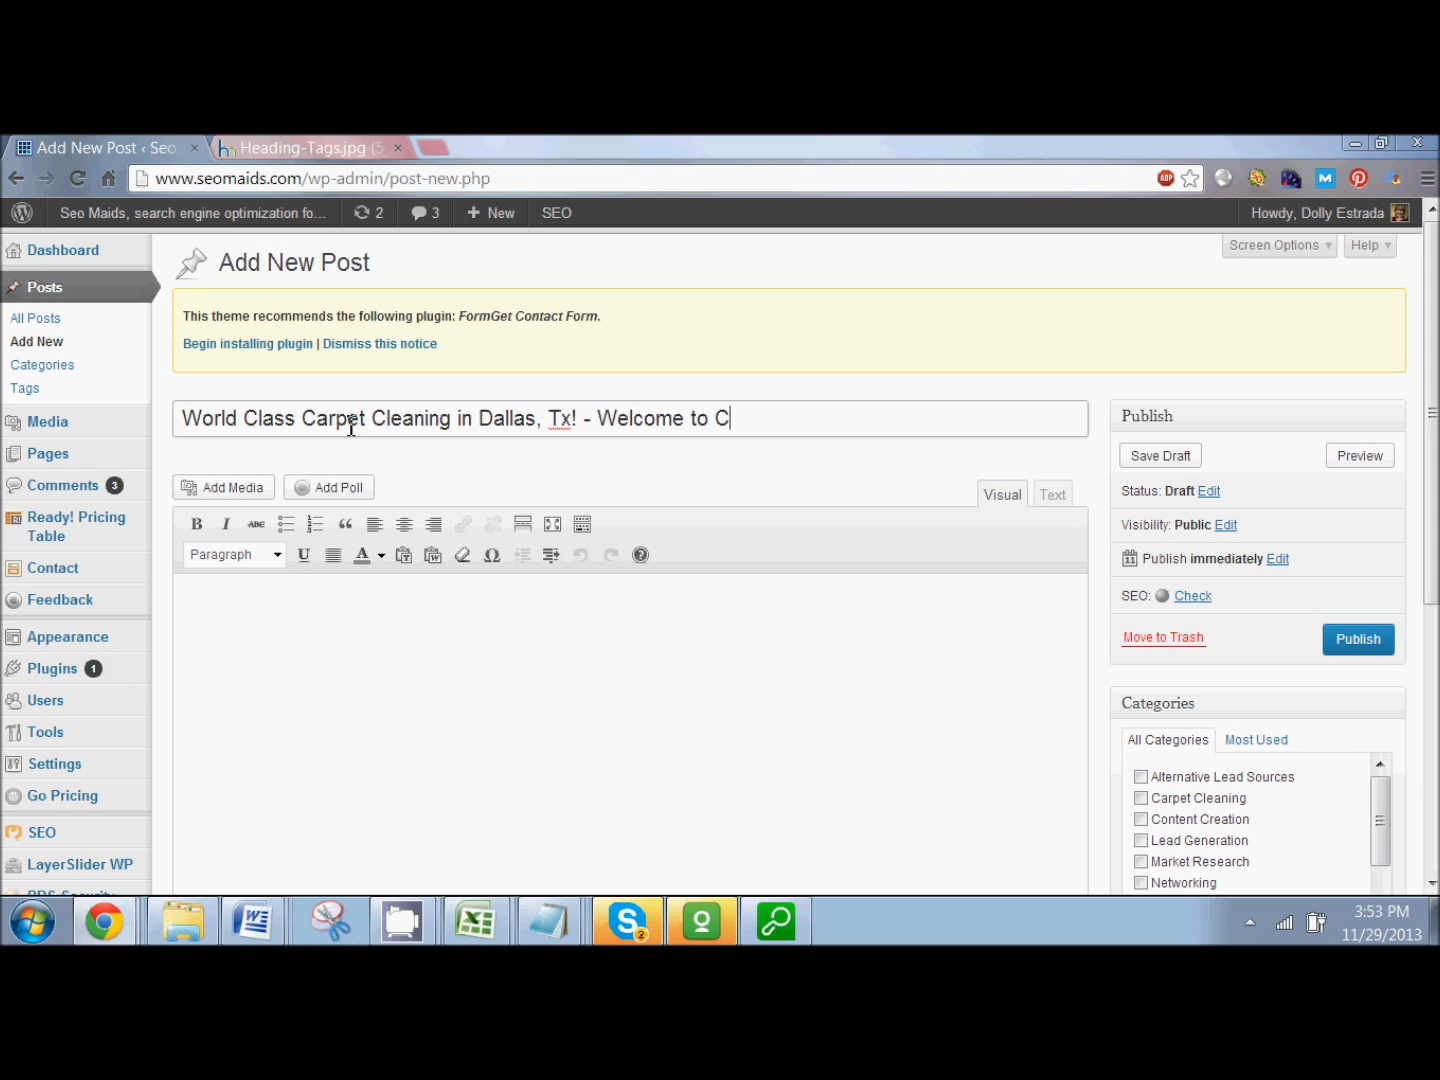 Add New Post ‹ Seo
Heading-Tags.jpg (5
www.seomaids.com/wp-admin/post-new.php
ABP
M
Seo Maids, search engine optimization fo...
2
3
+ New
SEO
Howdy, Dolly Estrada
Dashboard
Posts
All Posts
Add New
Categories
Tags
Media
Pages
Comments 3
Ready! Pricing
Table
Contact
Feedback
Appearance
Plugins 1
Users
Tools
Settings
Go Pricing
SEO
LayerSlider WP
Screen Options
Help
Add New Post
This theme recommends the following plugin: FormGet Contact Form.
Begin installing plugin | Dismiss this notice
World Class Carpet Cleaning in Dallas, Tx! - Welcome to C
Add Media
Add Poll
Visual
Text
B I ABC
Paragraph
U A Ω
Publish
Save Draft
Preview
Status: Draft Edit
Visibility: Public Edit
Publish immediately Edit
SEO: Check
Move to Trash
Publish
Categories
All Categories
Most Used
Alternative Lead Sources
Carpet Cleaning
Content Creation
Lead Generation
Market Research
Networking
2
3:53 PM
11/29/2013